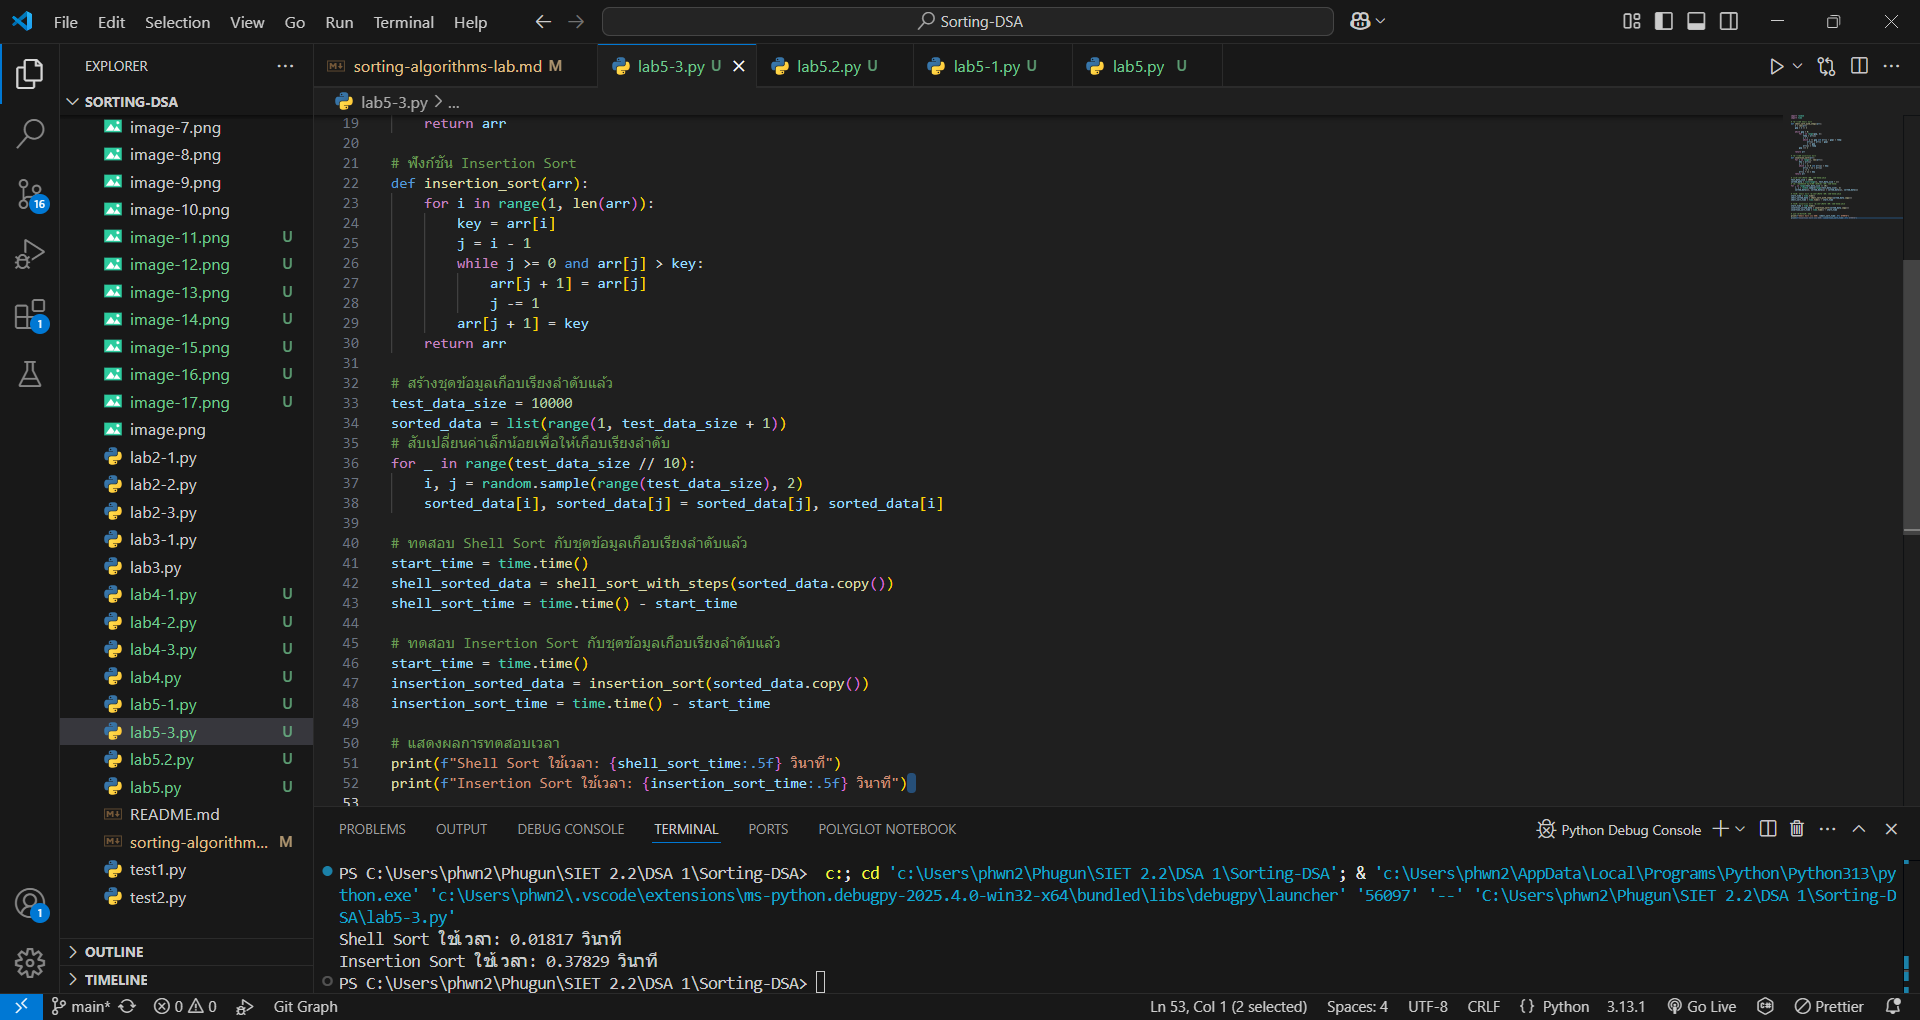 File Edit Selection View Go Run Terminal Help
Sorting-DSA
EXPLORER
SORTING-DSA
image-7.png
image-8.png
image-9.png
image-10.png
image-11.png U
image-12.png U
image-13.png U
image-14.png U
image-15.png U
image-16.png U
image-17.png U
image.png
lab2-1.py
lab2-2.py
lab2-3.py
lab3-1.py
lab3.py
lab4-1.py U
lab4-2.py U
lab4-3.py U
lab4.py U
lab5-1.py U
lab5-3.py U
lab5.2.py U
lab5.py U
README.md
sorting-algorithm... M
test1.py
test2.py
OUTLINE
TIMELINE
16
1
1
sorting-algorithms-lab.md M lab5-3.py U lab5.2.py U lab5-1.py U lab5.py U
lab5-3.py > ...
19 return arr
20
21 # ฟังก์ชัน Insertion Sort
22 def insertion_sort(arr):
23 for i in range(1, len(arr)):
24 key = arr[i]
25 j = i - 1
26 while j >= 0 and arr[j] > key:
27 arr[j + 1] = arr[j]
28 j -= 1
29 arr[j + 1] = key
30 return arr
31
32 # สร้างชุดข้อมูลเกือบเรียงลำดับแล้ว
33 test_data_size = 10000
34 sorted_data = list(range(1, test_data_size + 1))
35 # สับเปลี่ยนค่าเล็กน้อยเพื่อให้เกือบเรียงลำดับ
36 for _ in range(test_data_size // 10):
37 i, j = random.sample(range(test_data_size), 2)
38 sorted_data[i], sorted_data[j] = sorted_data[j], sorted_data[i]
39
40 # ทดสอบ Shell Sort กับชุดข้อมูลเกือบเรียงลำดับแล้ว
41 start_time = time.time()
42 shell_sorted_data = shell_sort_with_steps(sorted_data.copy())
43 shell_sort_time = time.time() - start_time
44
45 # ทดสอบ Insertion Sort กับชุดข้อมูลเกือบเรียงลำดับแล้ว
46 start_time = time.time()
47 insertion_sorted_data = insertion_sort(sorted_data.copy())
48 insertion_sort_time = time.time() - start_time
49
50 # แสดงผลการทดสอบเวลา
51 print(f"Shell Sort ใช้เวลา: {shell_sort_time:.5f} วินาที")
52 print(f"Insertion Sort ใช้เวลา: {insertion_sort_time:.5f} วินาที")
53
PROBLEMS OUTPUT DEBUG CONSOLE TERMINAL PORTS POLYGLOT NOTEBOOK
Python Debug Console
PS C:\Users\phwn2\Phugun\SIET 2.2\DSA 1\Sorting-DSA> c:; cd 'c:\Users\phwn2\Phugun\SIET 2.2\DSA 1\Sorting-DSA'; & 'c:\Users\phwn2\AppData\Local\Programs\Python\Python313\py
thon.exe' 'c:\Users\phwn2\.vscode\extensions\ms-python.debugpy-2025.4.0-win32-x64\bundled\libs\debugpy\launcher' '56097' '--' 'C:\Users\phwn2\Phugun\SIET 2.2\DSA 1\Sorting-D
SA\lab5-3.py'
Shell Sort ใช้เวลา: 0.01817 วินาที
Insertion Sort ใช้เวลา: 0.37829 วินาที
PS C:\Users\phwn2\Phugun\SIET 2.2\DSA 1\Sorting-DSA>
main* 0 0 Git Graph
Ln 53, Col 1 (2 selected) Spaces: 4 UTF-8 CRLF {} Python 3.13.1 Go Live Prettier